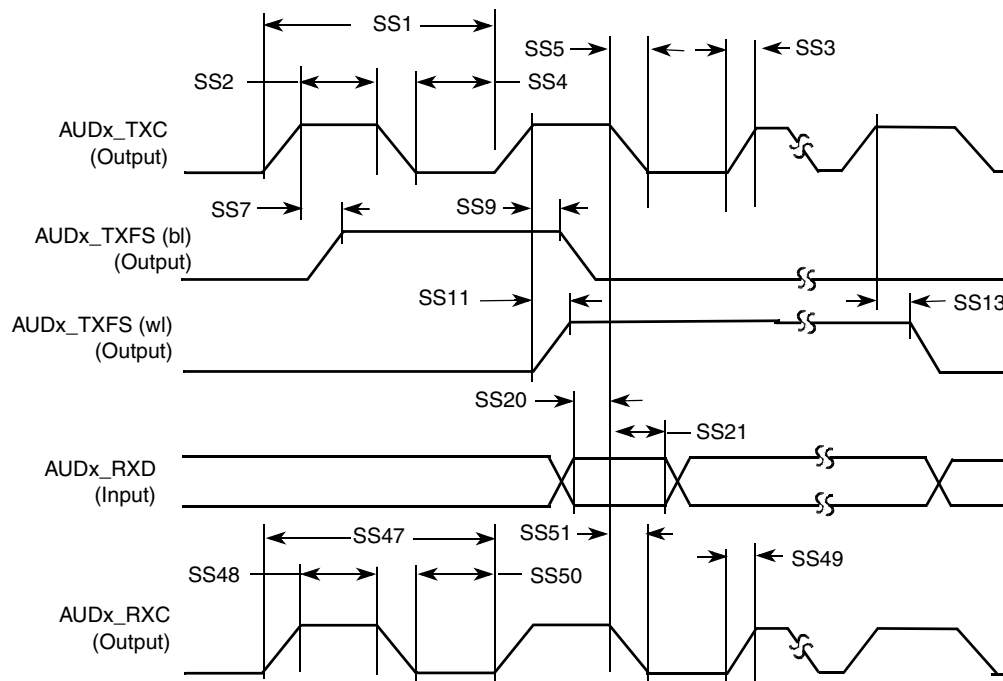 SS1
SS5
SS3
SS2
SS4
AUDx_TXC
(Output)
SS7
SS9
AUDx_TXFS (bl)
(Output)
SS11
SS13
AUDx_TXFS (wl)
(Output)
SS20
SS21
AUDx_RXD
(Input)
SS47
SS51
SS49
SS48
SS50
AUDx_RXC
(Output)